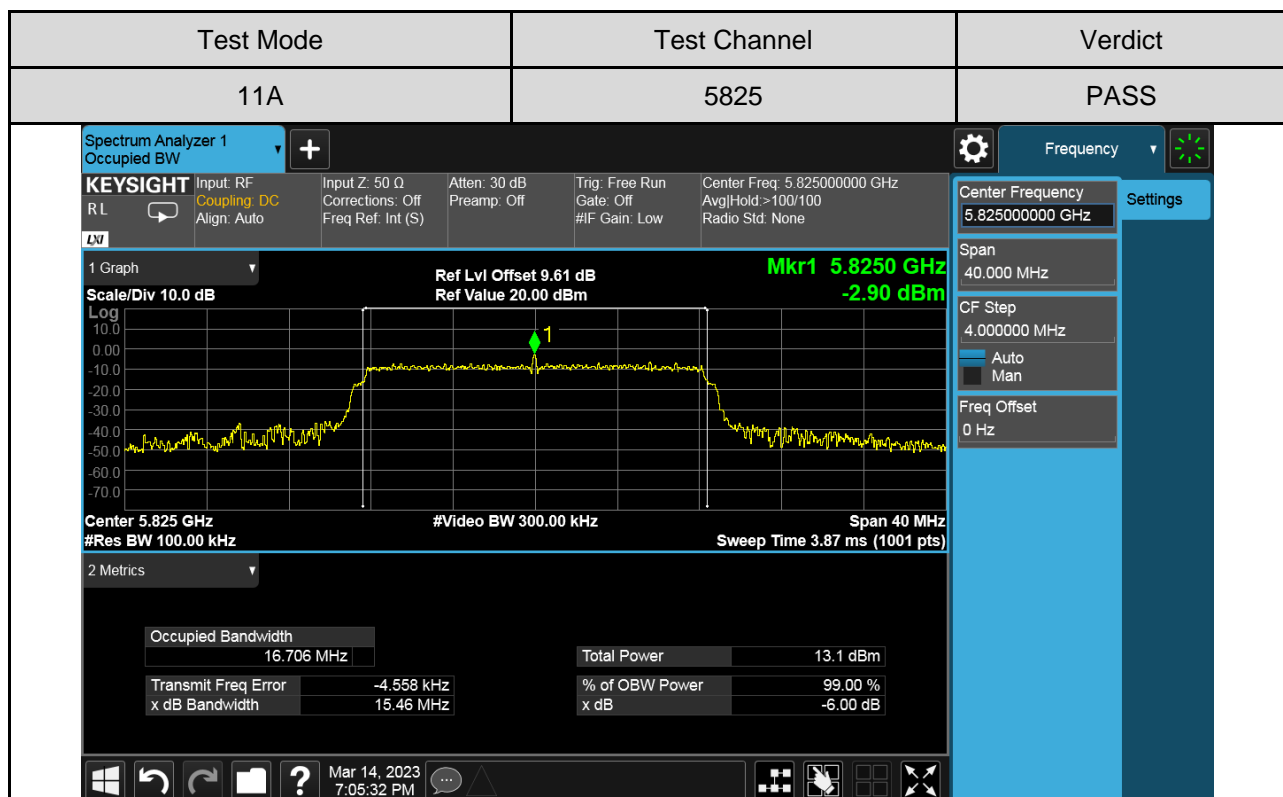 Test Mode Test Channel Verdict
11A 5825 PASS
Spectrum Analyzer 1
Occupied BW
+
Frequency
KEYSIGHT
RL
LXI
Input: RF
Coupling: DC
Align: Auto
Input Z: 50 Ω
Corrections: Off
Freq Ref: Int (S)
Atten: 30 dB
Preamp: Off
Trig: Free Run
Gate: Off
#IF Gain: Low
Center Freq: 5.825000000 GHz
Avg|Hold:>100/100
Radio Std: None
Center Frequency
5.825000000 GHz
Settings
Span
40.000 MHz
CF Step
4.000000 MHz
Auto
Man
Freq Offset
0 Hz
1 Graph
Scale/Div 10.0 dB
Ref Lvl Offset 9.61 dB
Ref Value 20.00 dBm
Mkr1 5.8250 GHz
-2.90 dBm
Log
10.0
0.00
-10.0
-20.0
-30.0
-40.0
-50.0
-60.0
-70.0
1
Center 5.825 GHz
#Res BW 100.00 kHz
#Video BW 300.00 kHz
Span 40 MHz
Sweep Time 3.87 ms (1001 pts)
2 Metrics
Occupied Bandwidth
16.706 MHz
Total Power 13.1 dBm
Transmit Freq Error -4.558 kHz
% of OBW Power 99.00 %
x dB Bandwidth 15.46 MHz
x dB -6.00 dB
?
Mar 14, 2023
7:05:32 PM